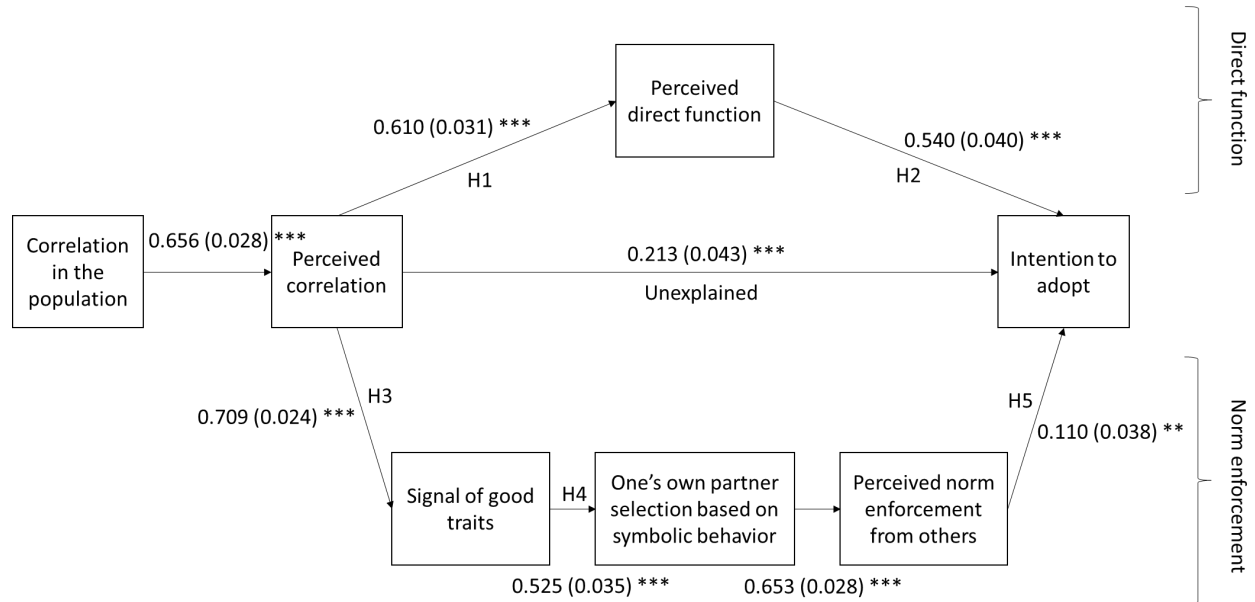 Direct function
Perceived
direct function
0.610 (0.031) ***
0.540 (0.040) ***
H1
H2
Correlation
in the
population
0.656 (0.028) ***
Perceived
correlation
0.213 (0.043) ***
Unexplained
Intention to
adopt
H3
0.709 (0.024) ***
H5
0.110 (0.038) **
Norm enforcement
Signal of good
traits
H4
One’s own partner
selection based on
symbolic behavior
Perceived norm
enforcement
from others
0.525 (0.035) ***
0.653 (0.028) ***